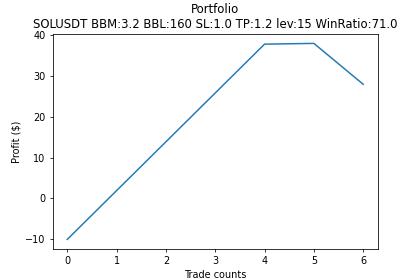 Portfolio
SOLUSDT BBM:3.2 BBL:160 SL:1.0 TP:1.2 lev:15 WinRatio:71.0
40
30
20
10
0
−10
Profit ($)
0 1 2 3 4 5 6
Trade counts